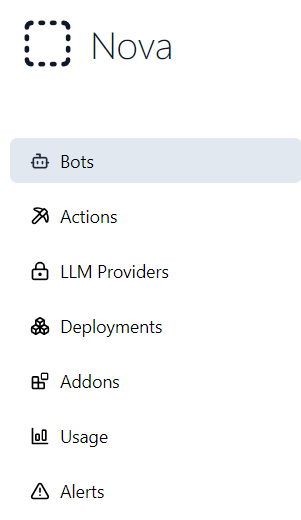 Nova
Bots
Actions
LLM Providers
Deployments
Addons
Usage
Alerts